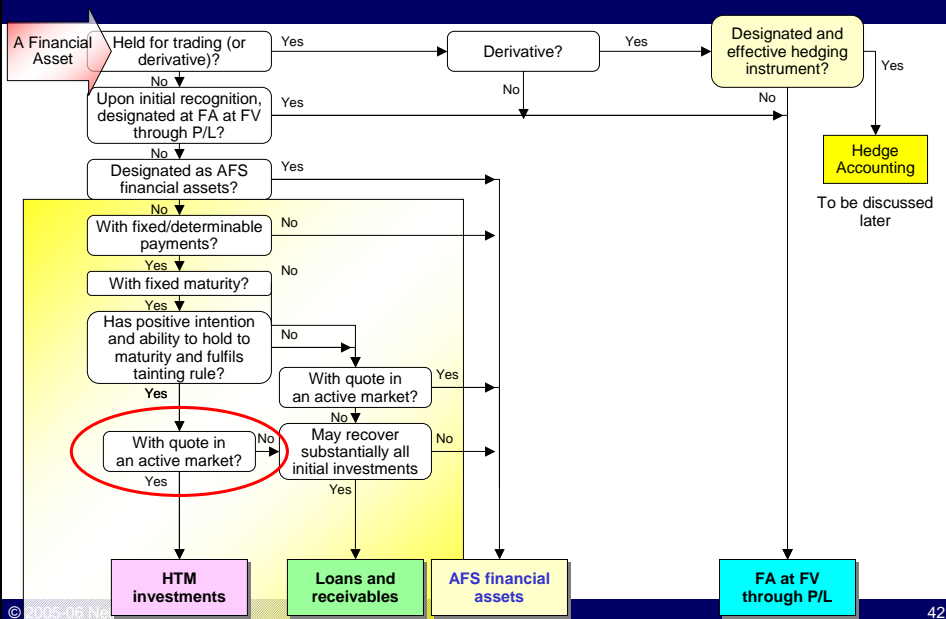 A Financial
Asset
Held for trading (or
derivative)?
Yes
Derivative?
Yes
Designated and
effective hedging
instrument?
Yes
No
No
No
Upon initial recognition,
designated at FA at FV
through P/L?
Yes
No
Designated as AFS
financial assets?
Yes
Hedge
Accounting
To be discussed
later
No
With fixed/determinable
payments?
No
Yes
With fixed maturity?
No
Yes
Has positive intention
and ability to hold to
maturity and fulfils
tainting rule?
No
Yes
With quote in
an active market?
Yes
No
With quote in
an active market?
No
May recover
substantially all
initial investments
No
Yes
Yes
HTM
investments
Loans and
receivables
AFS financial
assets
FA at FV
through P/L
© 2005-06
42